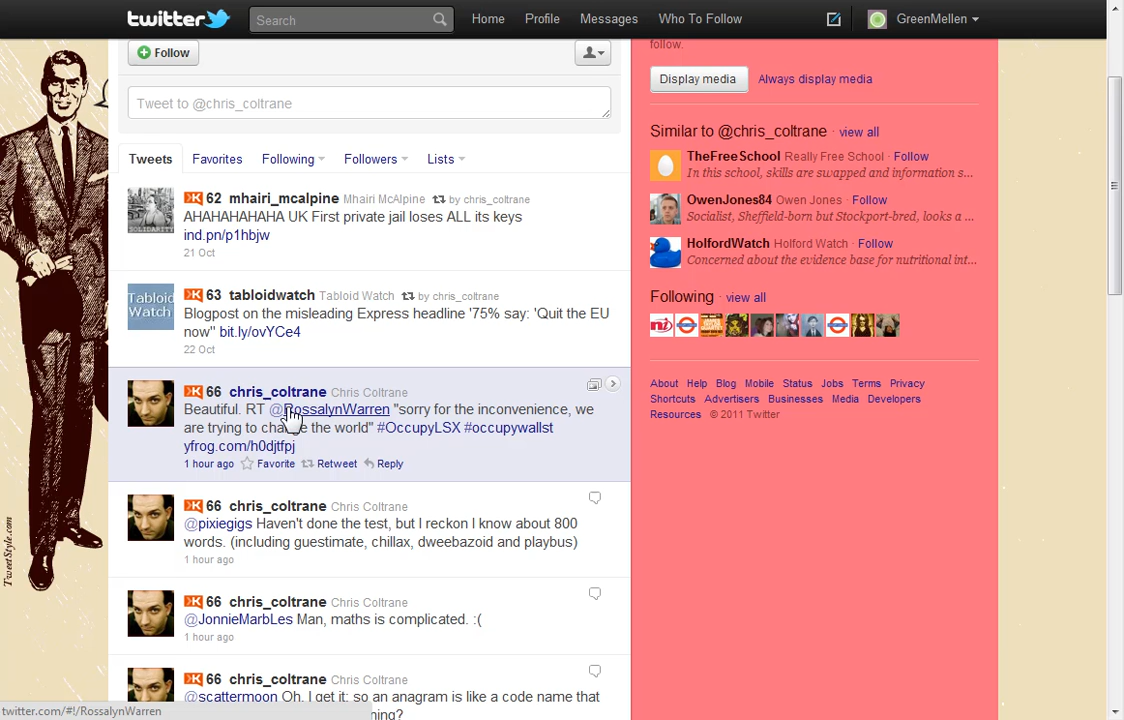 twitter
Search
Home
Profile
Messages
Who To Follow
GreenMellen
Follow
Tweet to @chris_coltrane
Tweets
Favorites
Following
Followers
Lists
62 mhairi_mcalpine Mhairi McAlpine by chris_coltrane
AHAHAHAHAHA UK First private jail loses ALL its keys
ind.pn/p1hbjw
21 Oct
SOLIDARITY
63 tabloidwatch Tabloid Watch by chris_coltrane
Blogpost on the misleading Express headline '75% say: 'Quit the EU
now" bit.ly/ovYCe4
22 Oct
Tabloid
Watch
66 chris_coltrane Chris Coltrane
Beautiful. RT @RossalynWarren "sorry for the inconvenience, we
are trying to change the world" #OccupyLSX #occupywallst
yfrog.com/h0djtfpj
1 hour ago Favorite Retweet Reply
66 chris_coltrane Chris Coltrane
@pixiegigs Haven't done the test, but I reckon I know about 800
words. (including guestimate, chillax, dweebazoid and playbus)
1 hour ago
66 chris_coltrane Chris Coltrane
@JonnieMarbLes Man, maths is complicated. :(
1 hour ago
66 chris_coltrane Chris Coltrane
@scattermoon Oh, I get it: so an anagram is like a code name that
ning?
twitter.com/#!/RossalynWarren
follow.
Display media
Always display media
Similar to @chris_coltrane · view all
TheFreeSchool Really Free School · Follow
In this school, skills are swapped and information s...
OwenJones84 Owen Jones · Follow
Socialist, Sheffield-born but Stockport-bred, looks a ...
HolfordWatch Holford Watch · Follow
Concerned about the evidence base for nutritional int...
Following · view all
About Help Blog Mobile Status Jobs Terms Privacy
Shortcuts Advertisers Businesses Media Developers
Resources © 2011 Twitter
TweetStyle.com